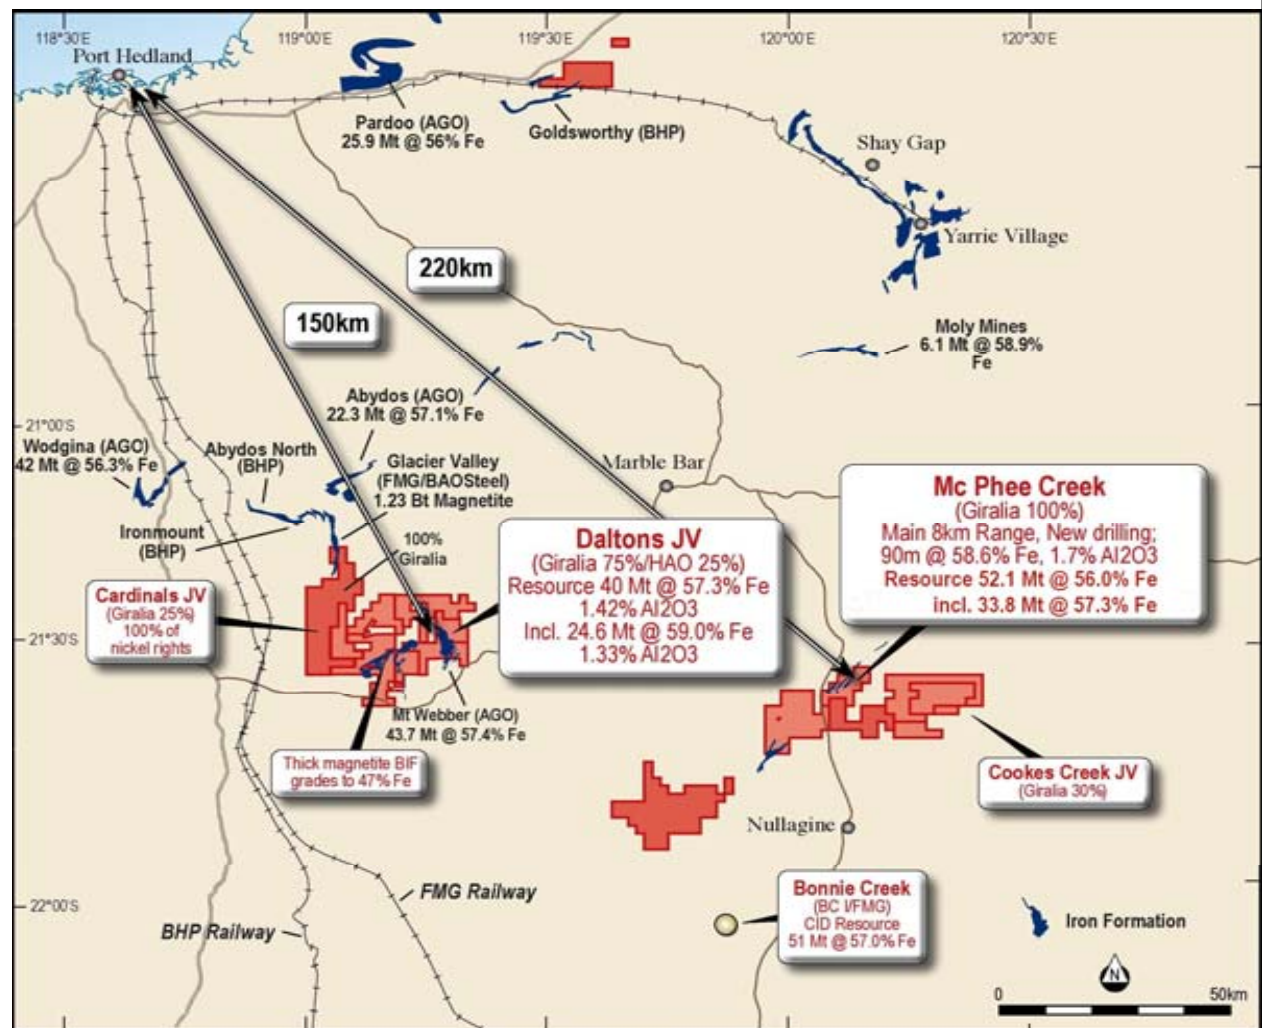 118°30'E
119°00'E
119°30'E
120°00'E
120°30'E
Port Hedland
Pardoo (AGO)
25.9 Mt @ 56% Fe
Goldsworthy (BHP)
Shay Gap
Yarrie Village
220km
150km
Moly Mines
6.1 Mt @ 58.9%
Fe
Abydos (AGO)
22.3 Mt @ 57.1% Fe
21°00'S
Wodgina (AGO)
42 Mt @ 56.3% Fe
Abydos North
(BHP)
Glacier Valley
(FMG/BAOSteel)
1.23 Bt Magnetite
Marble Bar
Ironmount
(BHP)
100%
Giralia
Mc Phee Creek
(Giralia 100%)
Main 8km Range, New drilling;
90m @ 58.6% Fe, 1.7% Al2O3
Resource 52.1 Mt @ 56.0% Fe
incl. 33.8 Mt @ 57.3% Fe
Daltons JV
(Giralia 75%/HAO 25%)
Resource 40 Mt @ 57.3% Fe
1.42% Al2O3
Incl. 24.6 Mt @ 59.0% Fe
1.33% Al2O3
Cardinals JV
(Giralia 25%)
100% of
nickel rights
21°30'S
Mt Webber (AGO)
43.7 Mt @ 57.4% Fe
Thick magnetite BIF
grades to 47% Fe
Cookes Creek JV
(Giralia 30%)
Nullagine
22°00'S
FMG Railway
BHP Railway
Bonnie Creek
(BC I/FMG)
CID Resource
51 Mt @ 57.0% Fe
Iron Formation
N
0
50km